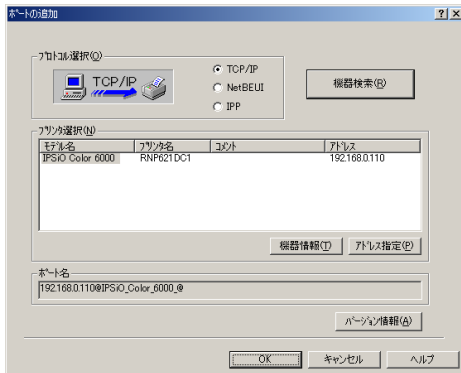 ポートの追加
プロトコル選択(O)
TCP/IP
TCP/IP
NetBEUI
IPP
機器検索(R)
プリンタ選択(N)
モデル名 プリンタ名 コメント アドレス
IPSiO Color 6000 RNP621DC1 192.168.0.110
機器情報(T) アドレス指定(P)
ポート名
192.168.0.110@IPSiO_Color_6000_@
バージョン情報(A)
OK キャンセル ヘルプ